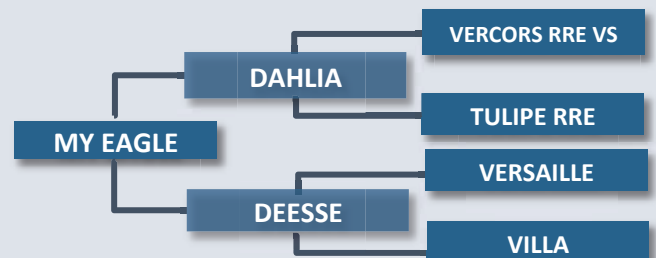 VERCORS RRE VS
DAHLIA
TULIPE RRE
MY EAGLE
VERSAILLE
DEESSE
VILLA